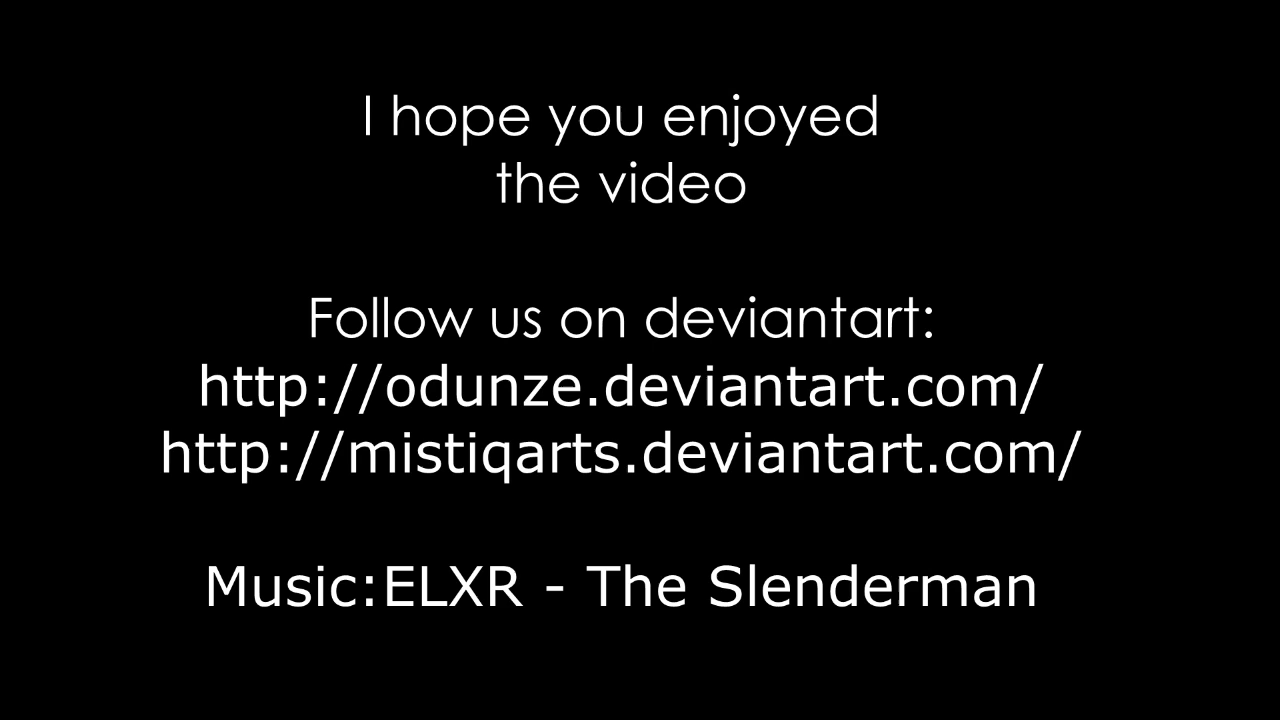 I hope you enjoyed
the video
Follow us on deviantart:
http://odunze.deviantart.com/
http://mistiqarts.deviantart.com/
Music:ELXR - The Slenderman